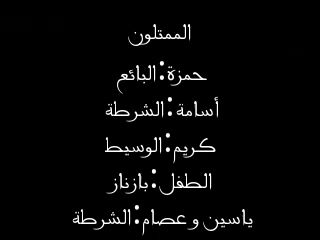 الممثلون
حمزة:البائع
أسامة:الشرطة
كريم:الوسيط
الطفل:بازناز
ياسين وعصام:الشرطة